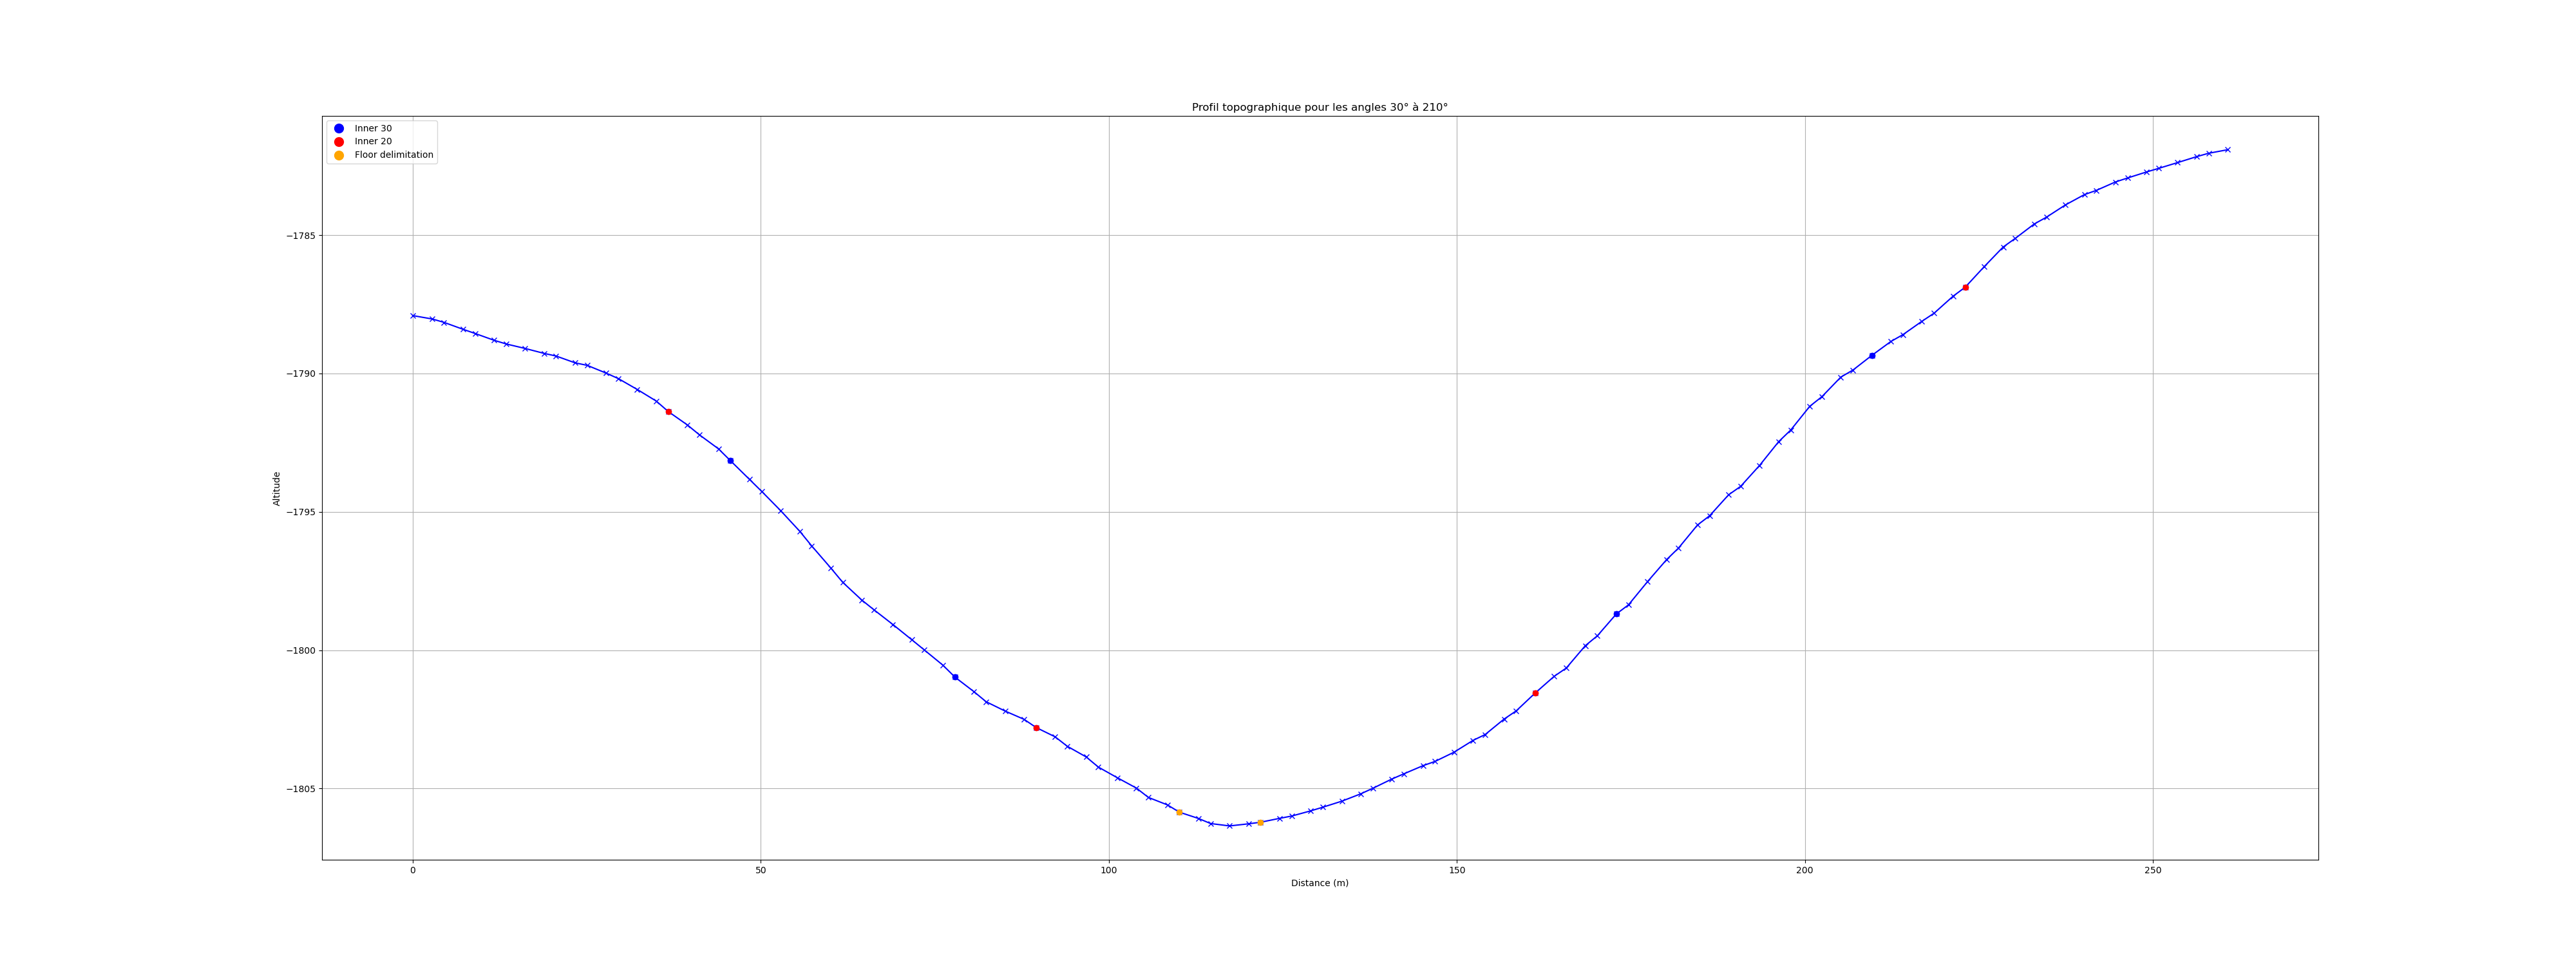 Profil topographique pour les angles 30° à 210°
Inner 30
Inner 20
Floor delimitation
Altitude
−1785
−1790
−1795
−1800
−1805
0 50 100 150 200 250
Distance (m)